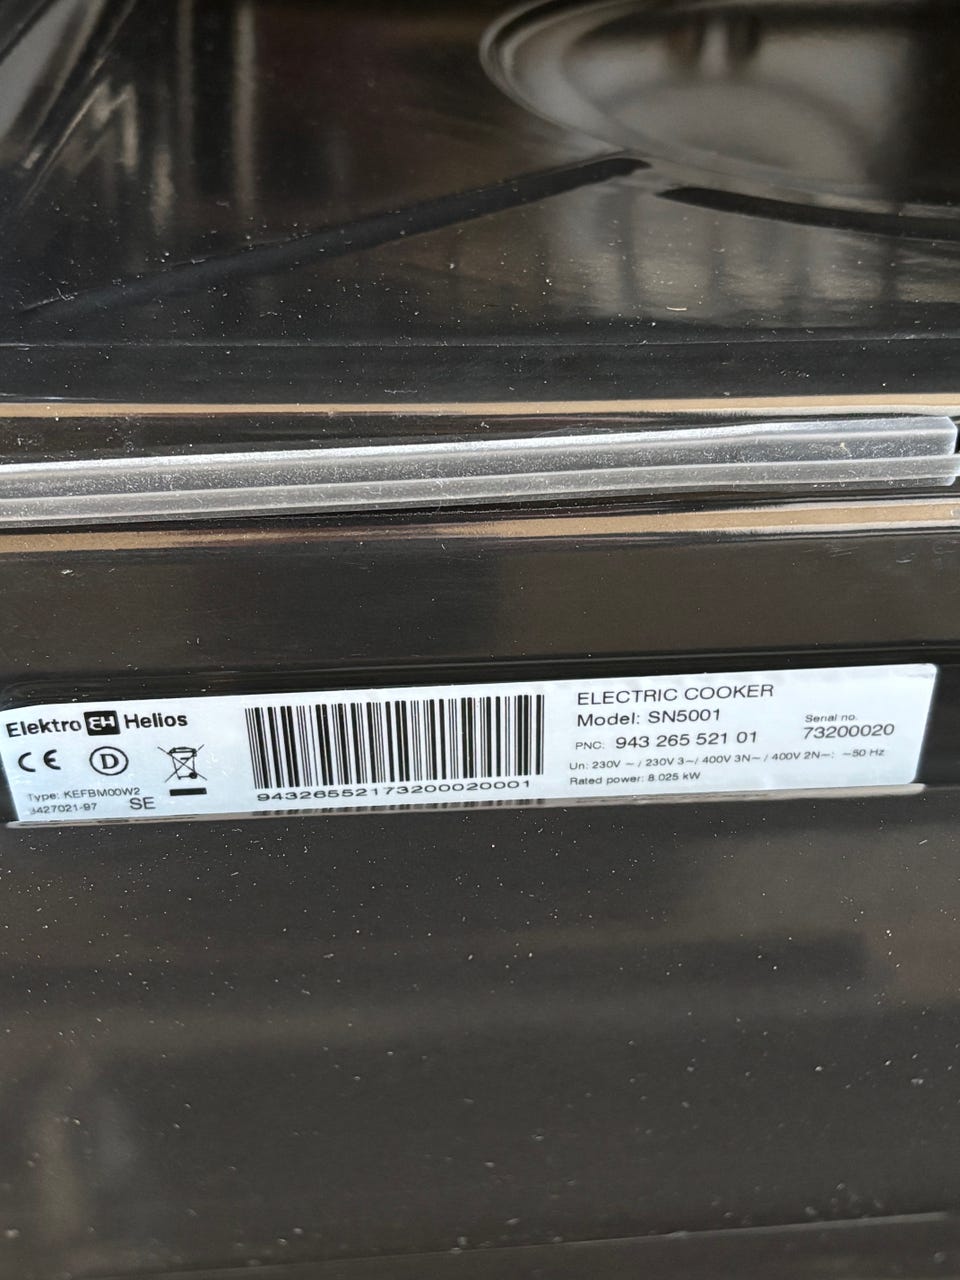 Elektro EH Helios
CE D
Type: KEFBM00W2
3427021-97 SE
94326552173200020001
ELECTRIC COOKER
Model: SN5001
PNC: 943 265 521 01
Serial no.
73200020
Un: 230V ~ / 230V 3~/ 400V 3N~ / 400V 2N~: ~50 Hz
Rated power: 8.025 kW